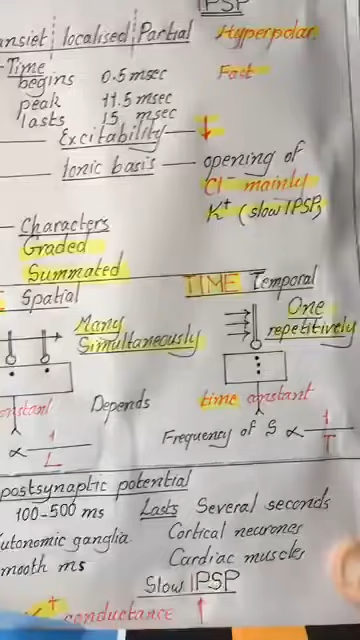 IPSP
ansiet localised Partial Hyperpolar.
Time Fast
begins 0.5 msec
peak 11.5 msec
lasts 15 msec
Excitability ↓
Ionic basis opening of
Cl⁻ mainly
K⁺ (slow IPSP)
Characters
Graded
Summated
Spatial TIME Temporal
Many One
Simultaneously repetitively
onstant Depends time constant
∝ 1/L Frequency of S ∝ 1/T
postsynaptic potential
100-500 ms Lasts Several seconds
utonomic ganglia Cortical neurones
mooth ms Cardiac muscles
Slow IPSP
K⁺ conductance ↑